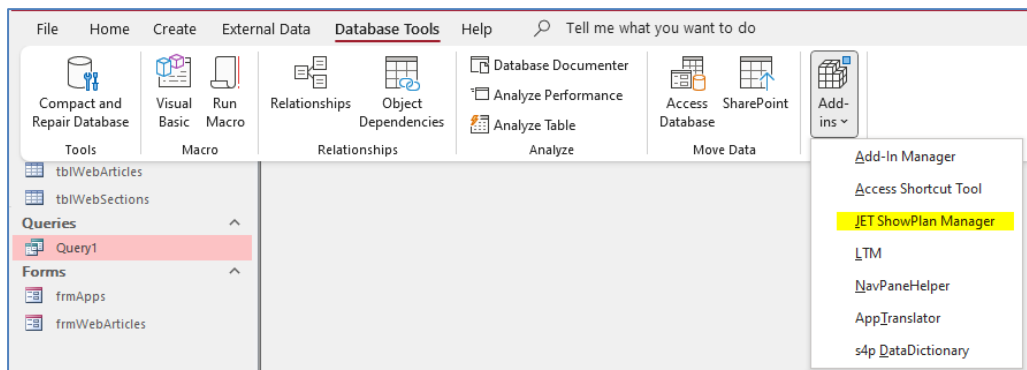 File Home Create External Data Database Tools Help Tell me what you want to do
Compact and
Repair Database
Tools
Visual
Basic
Run
Macro
Macro
Relationships
Object
Dependencies
Relationships
Database Documenter
Analyze Performance
Analyze Table
Analyze
Access
Database
SharePoint
Move Data
Add-
ins
tblWebArticles
tblWebSections
Queries
Query1
Forms
frmApps
frmWebArticles
Add-In Manager
Access Shortcut Tool
JET ShowPlan Manager
LTM
NavPaneHelper
AppTranslator
s4p DataDictionary